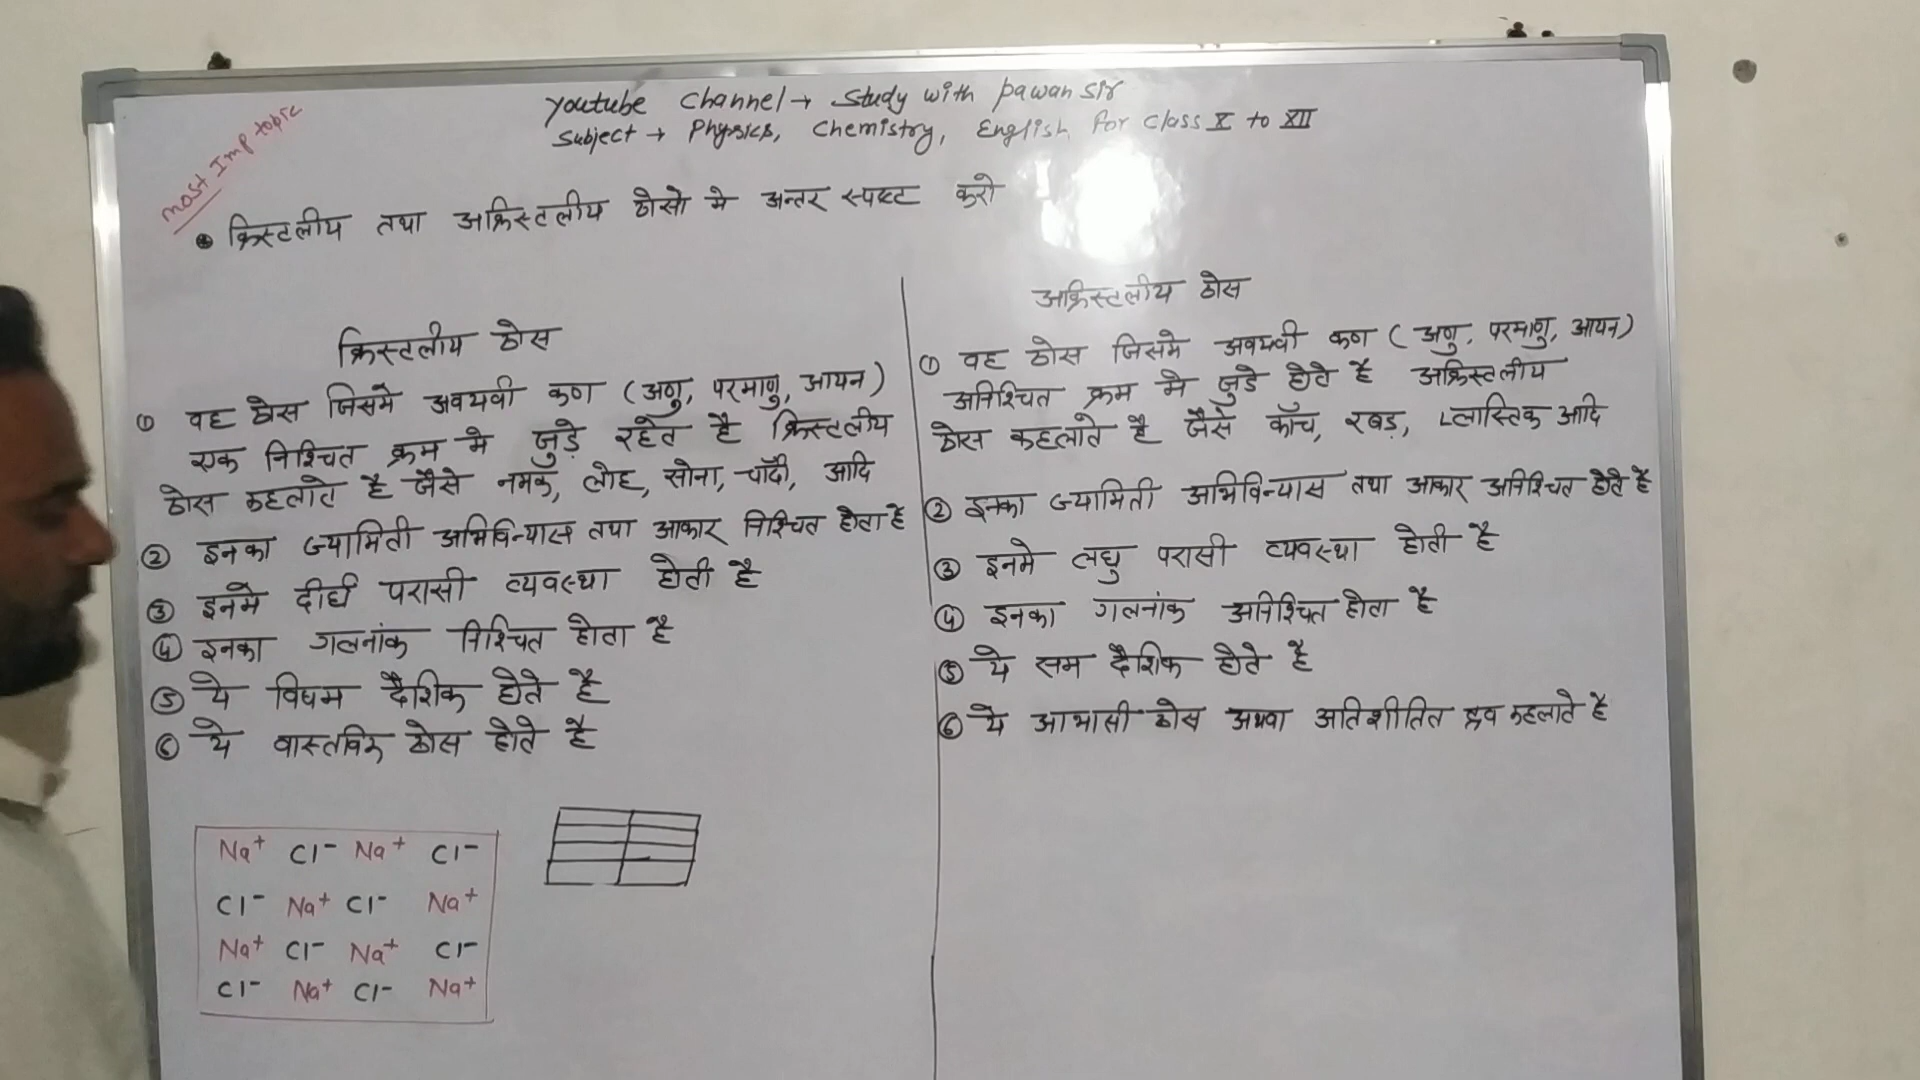 Youtube channel → Study with pawan sir
Subject → Physics, Chemistry, English for class X to XII
most Imp topic
क्रिस्टलीय तथा अक्रिस्टलीय ठोसो मे अन्तर स्पष्ट करो
क्रिस्टलीय ठोस
① वह ठोस जिसमे अवयवी कण (अणु, परमाणु, आयन)
एक निश्चित क्रम मे जुड़े रहते है क्रिस्टलीय
ठोस कहलाते है जैसे नमक, लोह, सोना, चाँदी, आदि
② इनका ज्यामिती अभिविन्यास तथा आकार निश्चित होता है
③ इनमे दीर्घ परासी व्यवस्था होती है
④ इनका गलनांक निश्चित होता है
⑤ ये विषम दैशिक होते है
⑥ ये वास्तविक ठोस होते है
Na+ Cl- Na+ Cl-
Cl- Na+ Cl- Na+
Na+ Cl- Na+ Cl-
Cl- Na+ Cl- Na+
अक्रिस्टलीय ठोस
① वह ठोस जिसमे अवयवी कण (अणु, परमाणु, आयन)
अनिश्चित क्रम मे जुडे होते है अक्रिस्टलीय
ठोस कहलाते है जैसे काँच, रबड़, प्लास्टिक आदि
② इनका ज्यामिती अभिविन्यास तथा आकार अनिश्चित होते है
③ इनमे लघु परासी व्यवस्था होती है
④ इनका गलनांक अनिश्चित होता है
⑤ ये सम दैशिक होते है
⑥ ये आभासी ठोस अथवा अतिशीतित द्रव कहलाते है